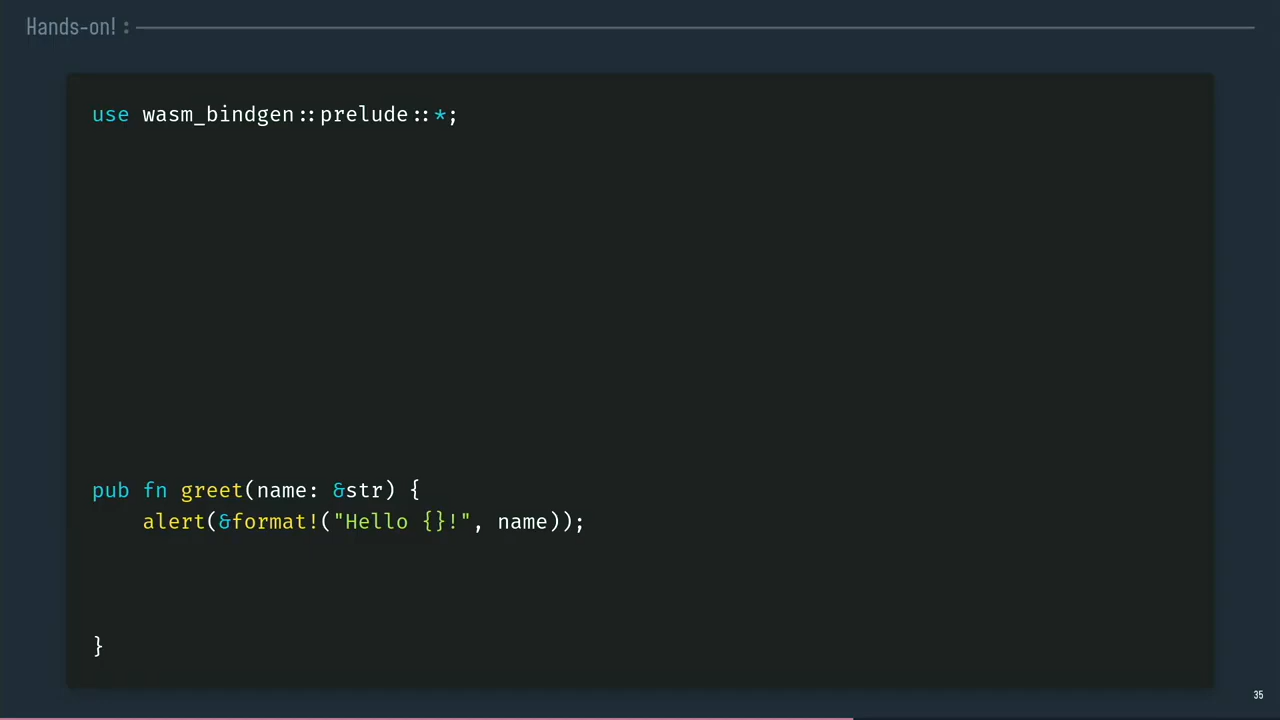 Hands-on! :
use wasm_bindgen::prelude::*;
pub fn greet(name: &str) {
    alert(&format!("Hello {}!", name));
}
35